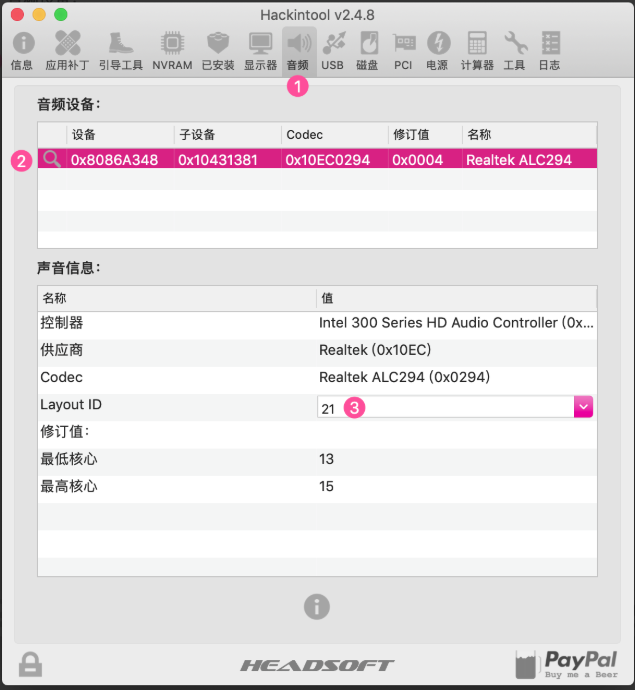 Hackintool v2.4.8
信息 应用补丁 引导工具 NVRAM 已安装 显示器 音频 USB 磁盘 PCI 电源 计算器 工具 日志
1
音频设备：
设备 子设备 Codec 修订值 名称
2 0x8086A348 0x10431381 0x10EC0294 0x0004 Realtek ALC294
声音信息：
名称 值
控制器 Intel 300 Series HD Audio Controller (0x...
供应商 Realtek (0x10EC)
Codec Realtek ALC294 (0x0294)
Layout ID 21 3
修订值：
最低核心 13
最高核心 15
HEADSOFT
PayPal
Buy me a Beer